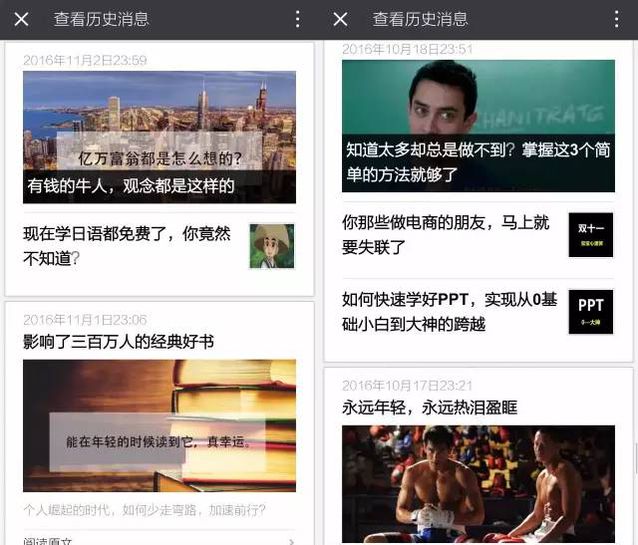 查看历史消息
2016年11月2日23:59
亿万富翁都是怎么想的?
有钱的牛人，观念都是这样的
现在学日语都免费了，你竟然
不知道?
2016年11月1日23:06
影响了三百万人的经典好书
能在年轻的时候读到它，真幸运。
个人崛起的时代，如何少走弯路，加速前行?
阅读原文
查看历史消息
2016年10月18日23:51
HANITRATE
知道太多却总是做不到? 掌握这3个简
单的方法就够了
你那些做电商的朋友，马上就
要失联了
双十一
如何快速学好PPT，实现从0基
础小白到大神的跨越
PPT
0—大神
2016年10月17日23:21
永远年轻，永远热泪盈眶